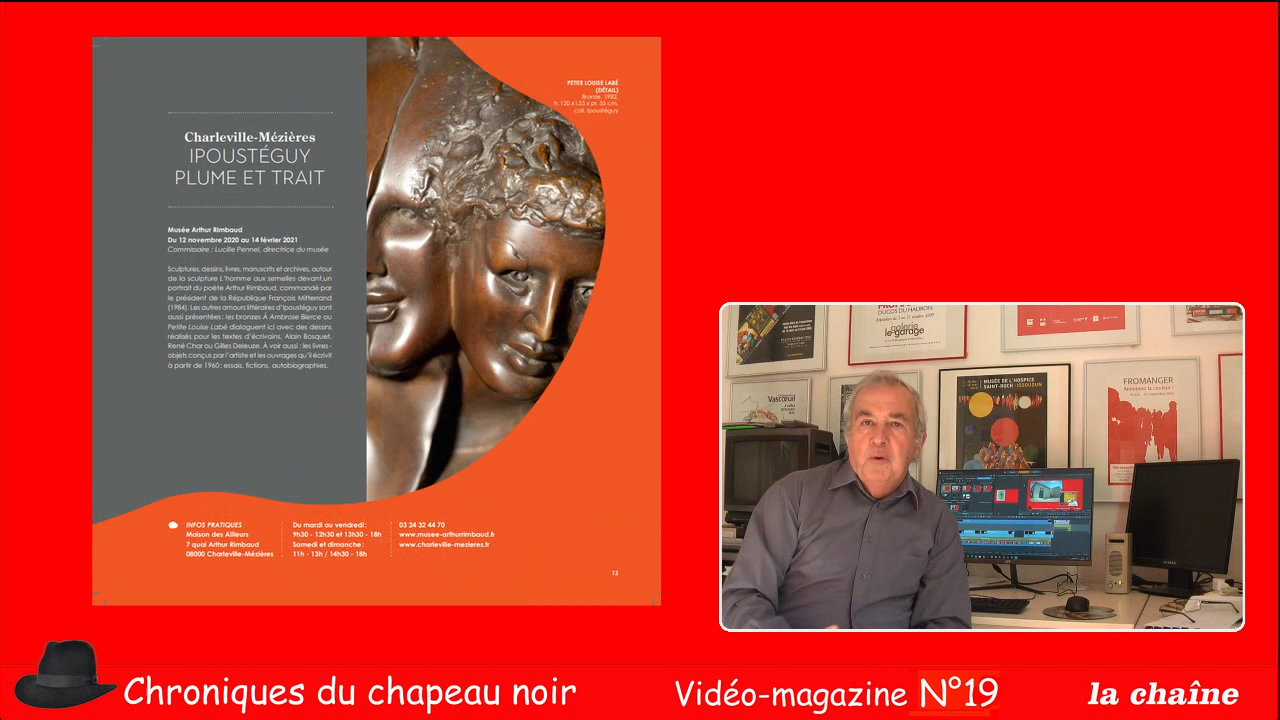 PETITE LOUISE LABÉ
(DÉTAIL)
Bronze, 1982,
h. 120 x l.55 x pr. 55 cm,
coll. Ipoustéguy
Charleville-Mézières
IPOUSTÉGUY
PLUME ET TRAIT
Musée Arthur Rimbaud
Du 12 novembre 2020 au 14 février 2021
Commissaire : Lucille Pennel, directrice du musée
Sculptures, dessins, livres, manuscrits et archives, autour
de la sculpture L'homme aux semelles devant,un
portrait du poète Arthur Rimbaud, commandé par
le président de la République François Mitterrand
(1984). Les autres amours littéraires d'Ipoustéguy sont
aussi présentées : les bronzes À Ambrose Bierce ou
Petite Louise Labé dialoguent ici avec des dessins
réalisés pour les textes d'écrivains, Alain Bosquet,
René Char ou Gilles Deleuze. À voir aussi : les livres-
objets conçus par l'artiste et les ouvrages qu'il écrivit
à partir de 1960 : essais, fictions, autobiographies.
INFOS PRATIQUES
Maison des Ailleurs
7 quai Arthur Rimbaud
08000 Charleville-Mézières
Du mardi au vendredi :
9h30 - 12h30 et 13h30 - 18h
Samedi et dimanche :
11h - 13h / 14h30 - 18h
03 24 32 44 70
www.musee-arthurrimbaud.fr
www.charleville-mezieres.fr
13
DUCOS DU HAURON
galerie
le garage
Vascœuil
MUSÉE DE L'HOSPICE
SAINT-ROCH - ISSOUDUN
FROMANGER
Annoncez la couleur !
Chroniques du chapeau noir
Vidéo-magazine N°19
la chaîne